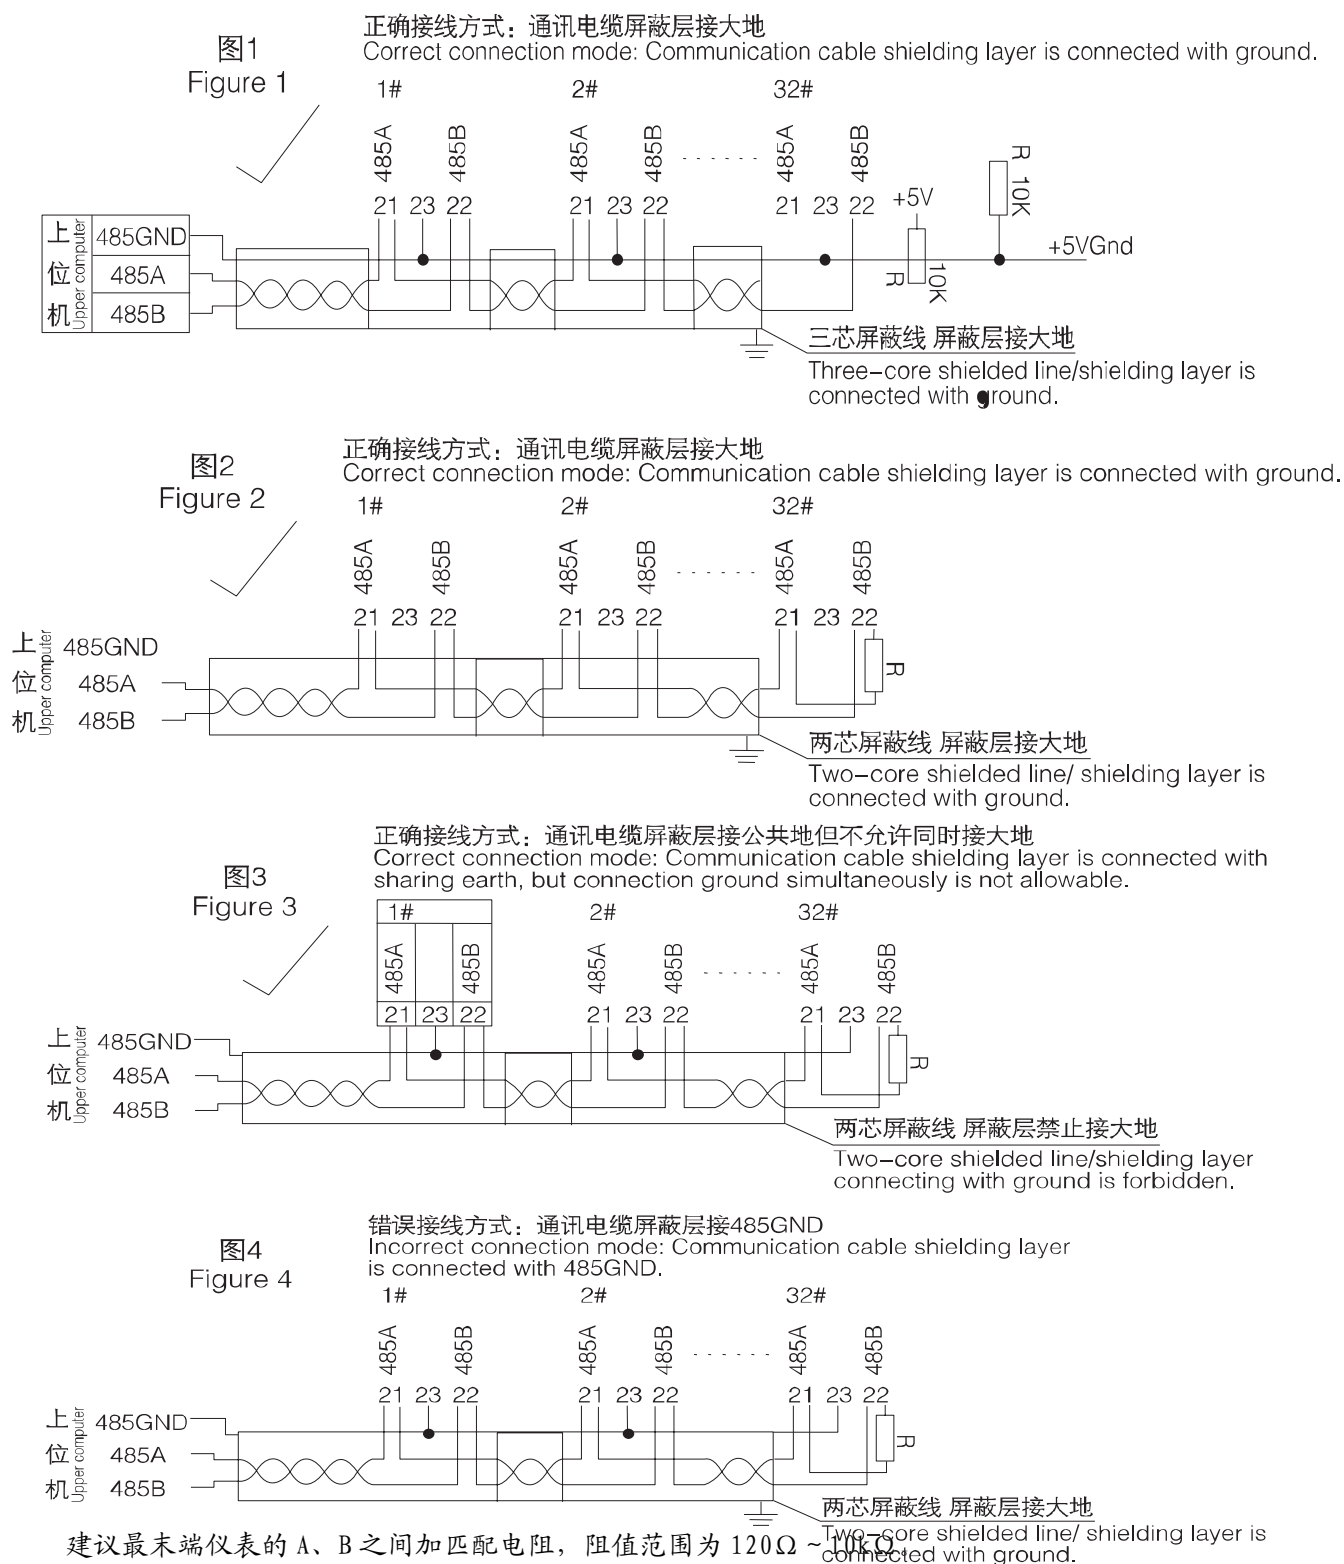 图1
Figure 1
正确接线方式：通讯电缆屏蔽层接大地
Correct connection mode: Communication cable shielding layer is connected with ground.
1# 2# 32#
485A 485B 485A 485B ....... 485A 485B
21 23 22 21 23 22 21 23 22
+5V
R 10K
R 10K
+5VGnd
上位机
Upper computer
485GND
485A
485B
三芯屏蔽线 屏蔽层接大地
Three-core shielded line/shielding layer is
connected with ground.
图2
Figure 2
正确接线方式：通讯电缆屏蔽层接大地
Correct connection mode: Communication cable shielding layer is connected with ground.
1# 2# 32#
485A 485B 485A 485B ....... 485A 485B
21 23 22 21 23 22 21 23 22
R
上位机
Upper computer
485GND
485A
485B
两芯屏蔽线 屏蔽层接大地
Two-core shielded line/ shielding layer is
connected with ground.
图3
Figure 3
正确接线方式：通讯电缆屏蔽层接公共地但不允许同时接大地
Correct connection mode: Communication cable shielding layer is connected with
sharing earth, but connection ground simultaneously is not allowable.
1# 2# 32#
485A 485B 485A 485B ....... 485A 485B
21 23 22 21 23 22 21 23 22
R
上位机
Upper computer
485GND
485A
485B
两芯屏蔽线 屏蔽层禁止接大地
Two-core shielded line/shielding layer
connecting with ground is forbidden.
图4
Figure 4
错误接线方式：通讯电缆屏蔽层接485GND
Incorrect connection mode: Communication cable shielding layer
is connected with 485GND.
1# 2# 32#
485A 485B 485A 485B ....... 485A 485B
21 23 22 21 23 22 21 23 22
R
上位机
Upper computer
485GND
485A
485B
两芯屏蔽线 屏蔽层接大地
Two-core shielded line/ shielding layer is
connected with ground.
建议最末端仪表的 A、B 之间加匹配电阻，阻值范围为 120Ω ~ 10kΩ